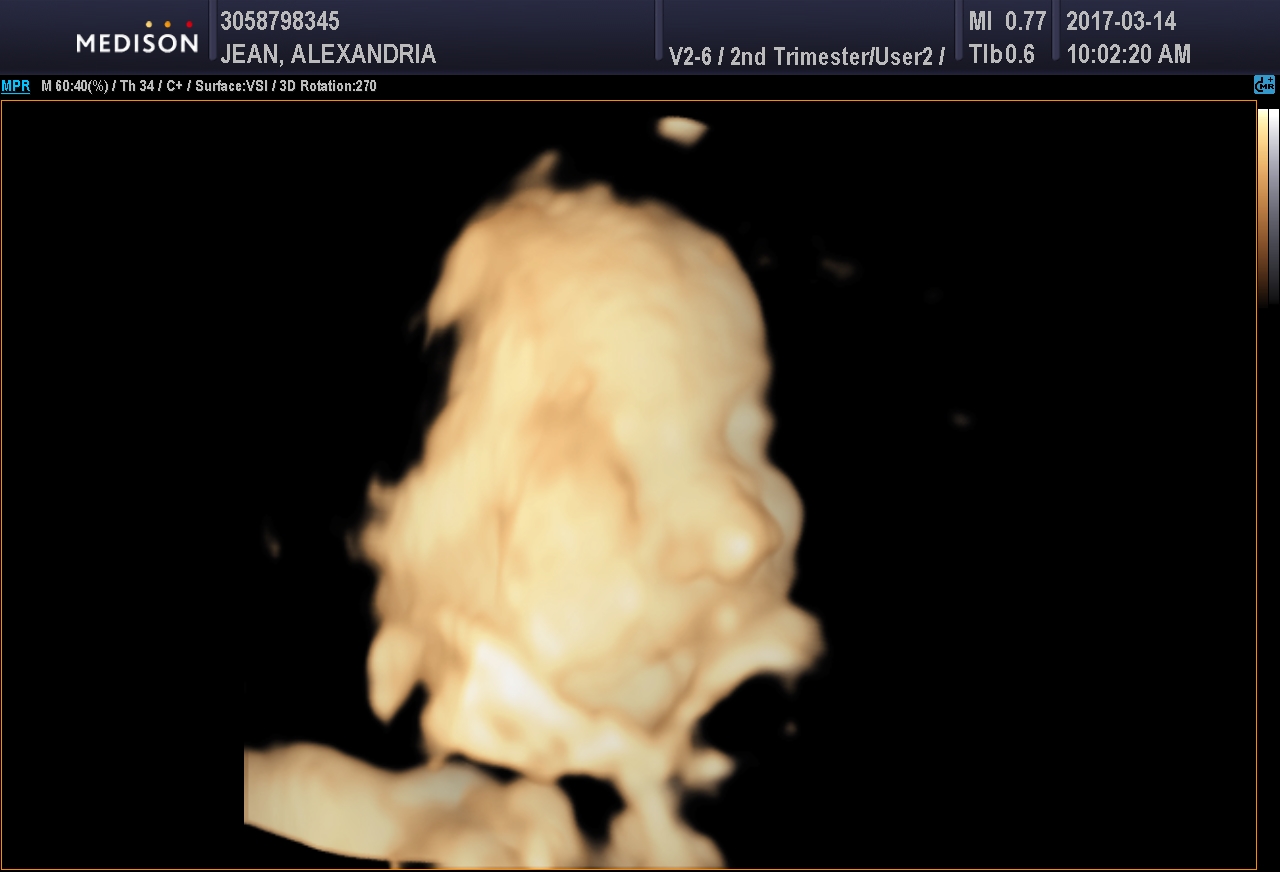 MEDISON
3058798345
JEAN, ALEXANDRIA
V2-6 / 2nd Trimester/User2 /
MI 0.77
TIb0.6
2017-03-14
10:02:20 AM
MPR M 60:40(%) / Th 34 / C+ / Surface:VSI / 3D Rotation:270
DMR+